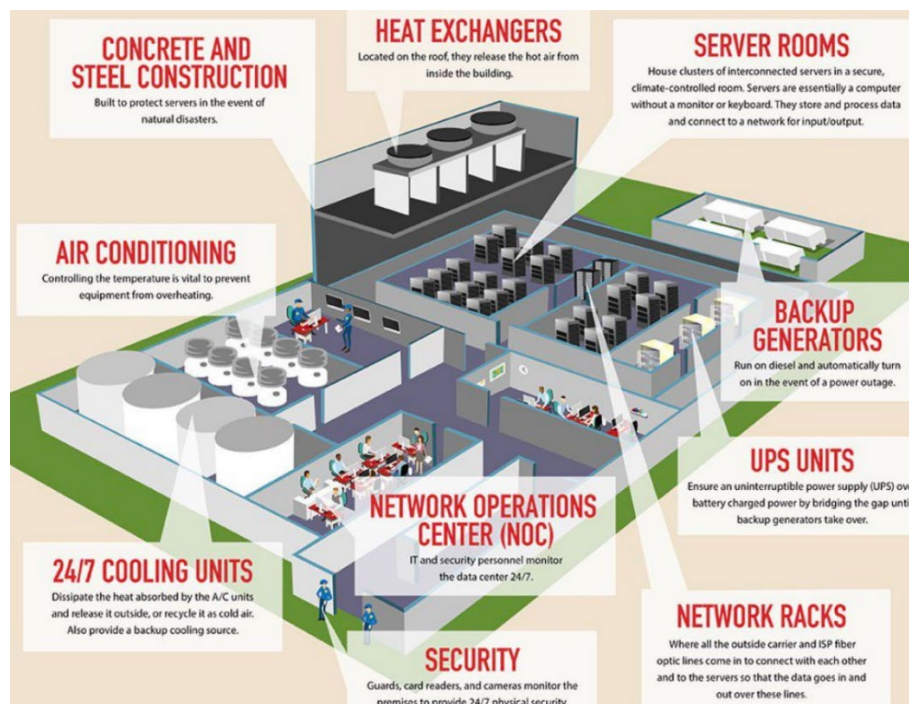 CONCRETE AND
STEEL CONSTRUCTION
Built to protect servers in the event of
natural disasters.
HEAT EXCHANGERS
Located on the roof, they release the hot air from
inside the building.
SERVER ROOMS
House clusters of interconnected servers in a secure,
climate-controlled room. Servers are essentially a computer
without a monitor or keyboard. They store and process data
and connect to a network for input/output.
AIR CONDITIONING
Controlling the temperature is vital to prevent
equipment from overheating.
BACKUP
GENERATORS
Run on diesel and automatically turn
on in the event of a power outage.
UPS UNITS
Ensure an uninterruptible power supply (UPS) ove
battery charged power by bridging the gap unti
backup generators take over.
NETWORK OPERATIONS
CENTER (NOC)
IT and security personnel monitor
the data center 24/7.
24/7 COOLING UNITS
Dissipate the heat absorbed by the A/C units
and release it outside, or recycle it as cold air.
Also provide a backup cooling source.
NETWORK RACKS
Where all the outside carrier and ISP fiber
optic lines come in to connect with each other
and to the servers so that the data goes in and
out over these lines.
SECURITY
Guards, card readers, and cameras monitor the
premises to provide 24/7 physical security